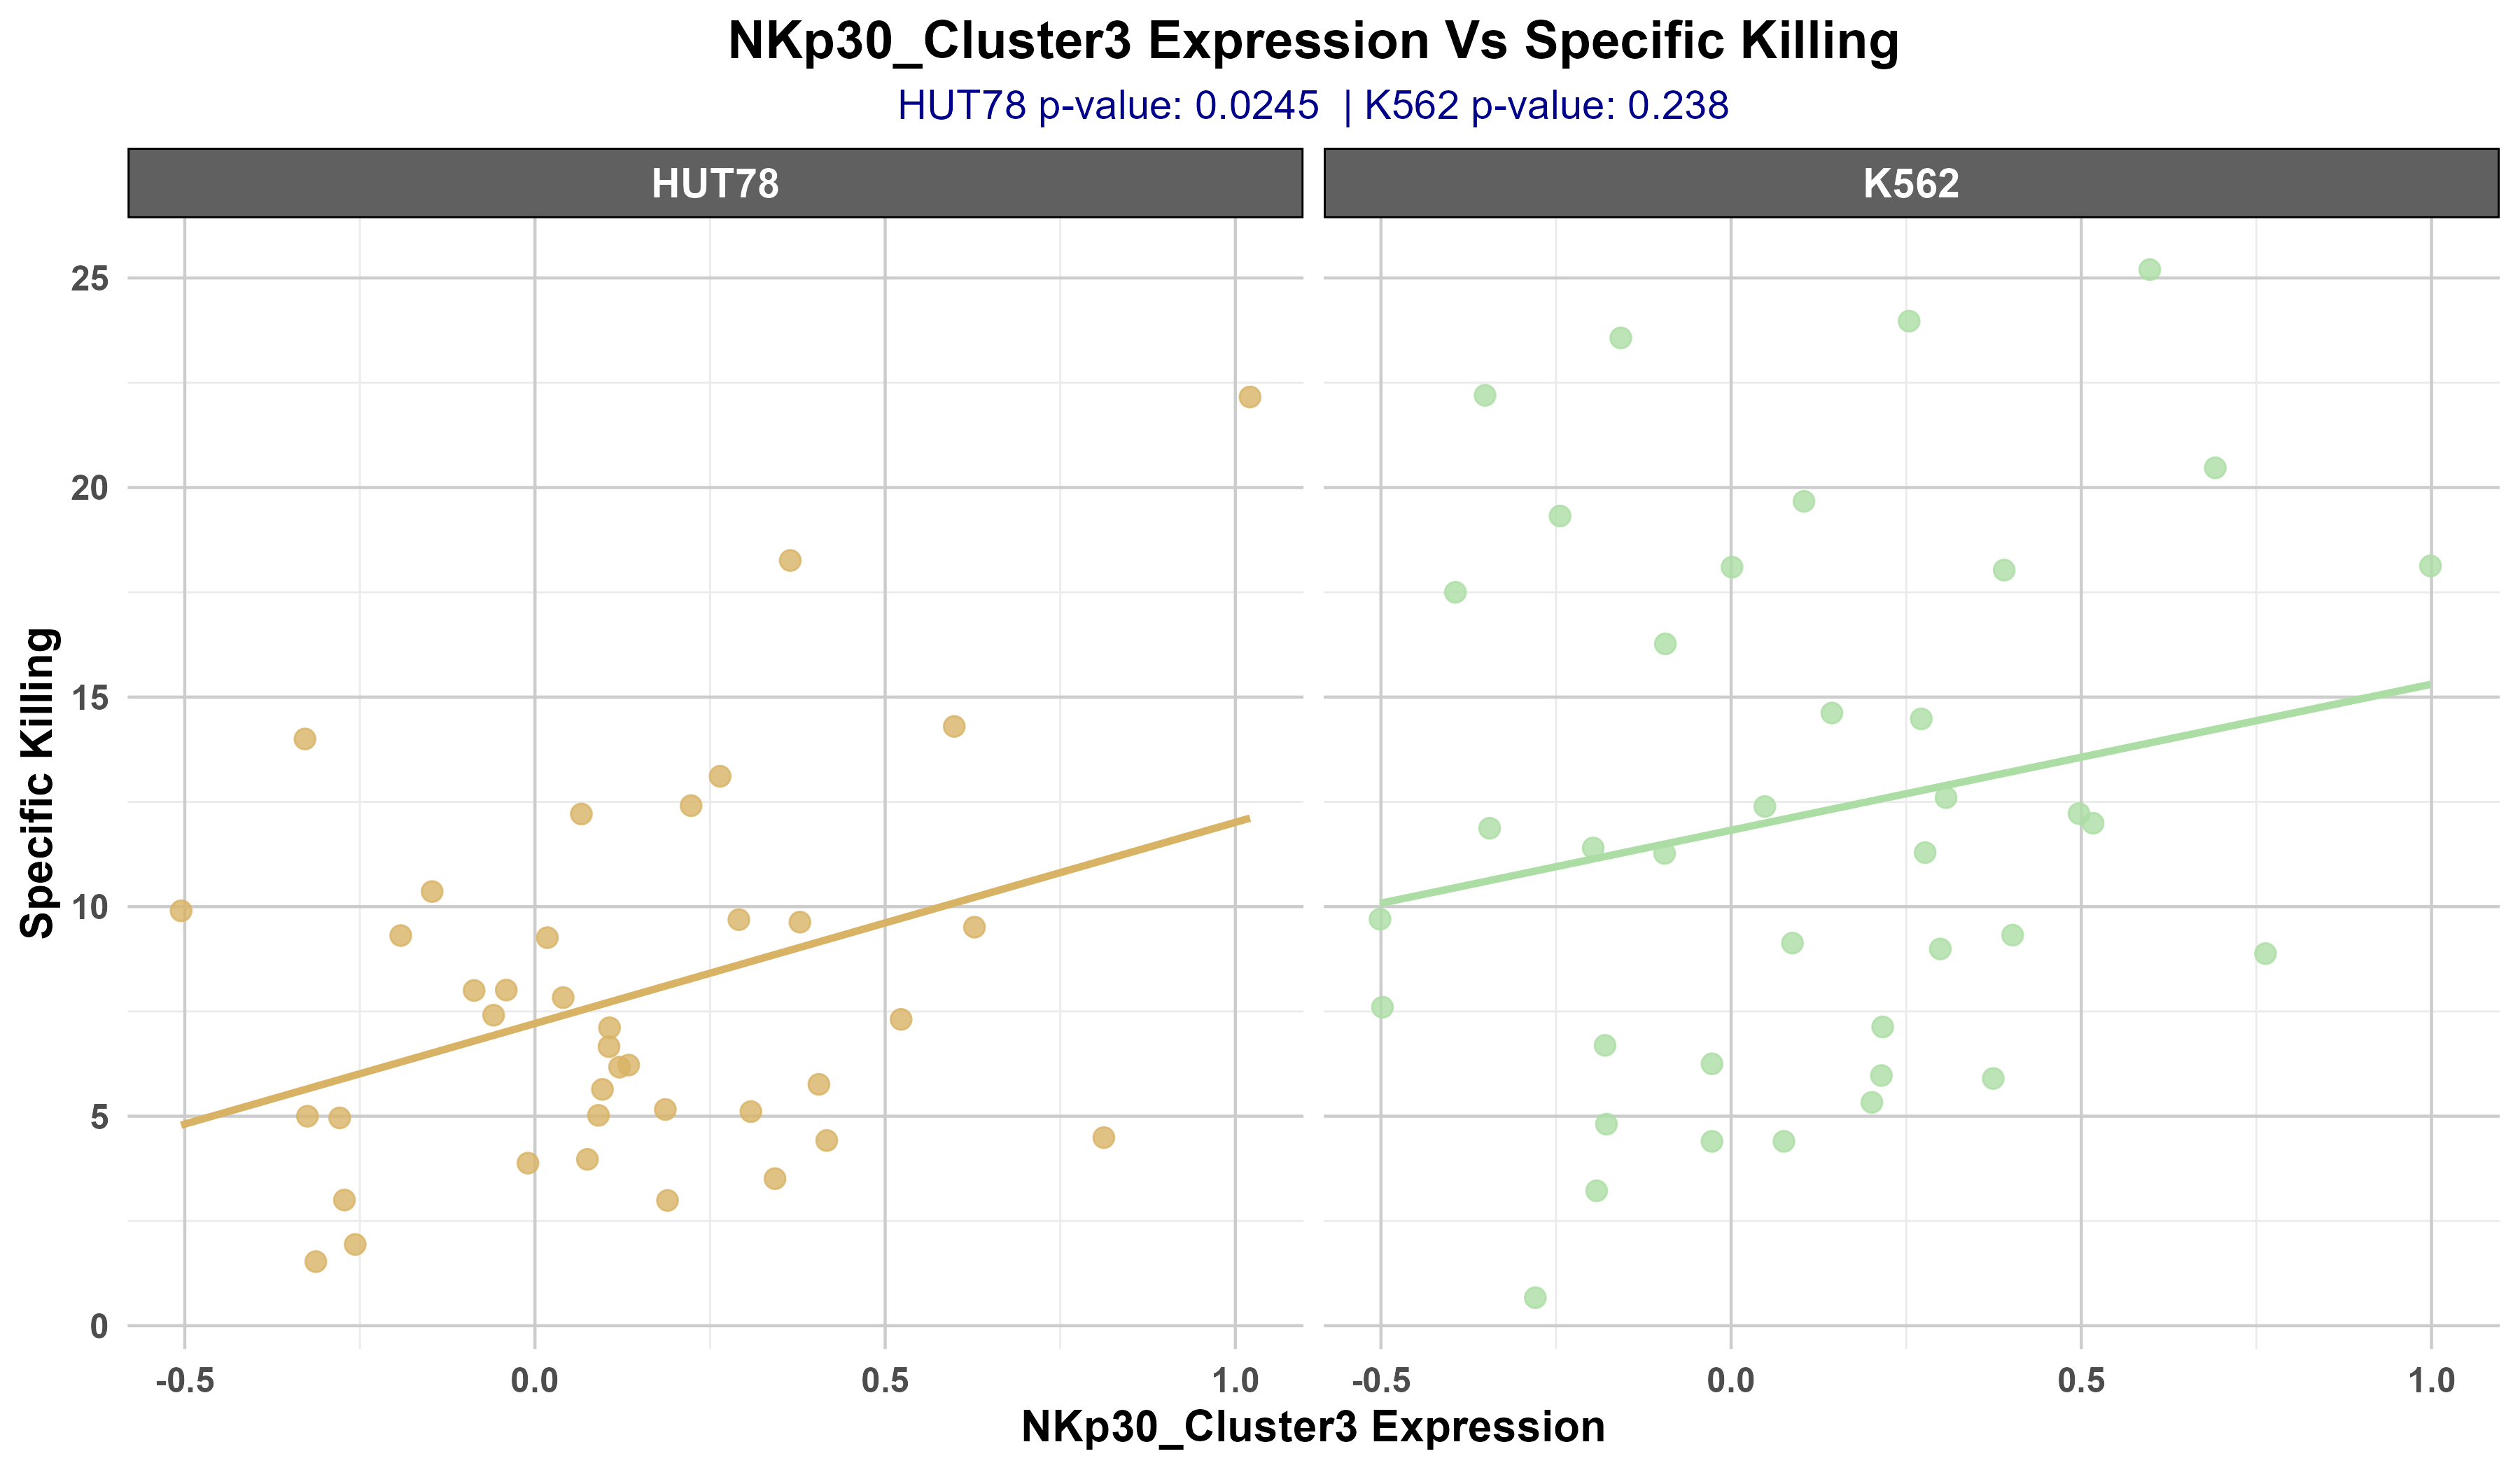 NKp30_Cluster3 Expression Vs Specific Killing
HUT78 p-value: 0.0245 | K562 p-value: 0.238
HUT78
K562
Specific Killing
25
20
15
10
5
0
-0.5 0.0 0.5 1.0
-0.5 0.0 0.5 1.0
NKp30_Cluster3 Expression